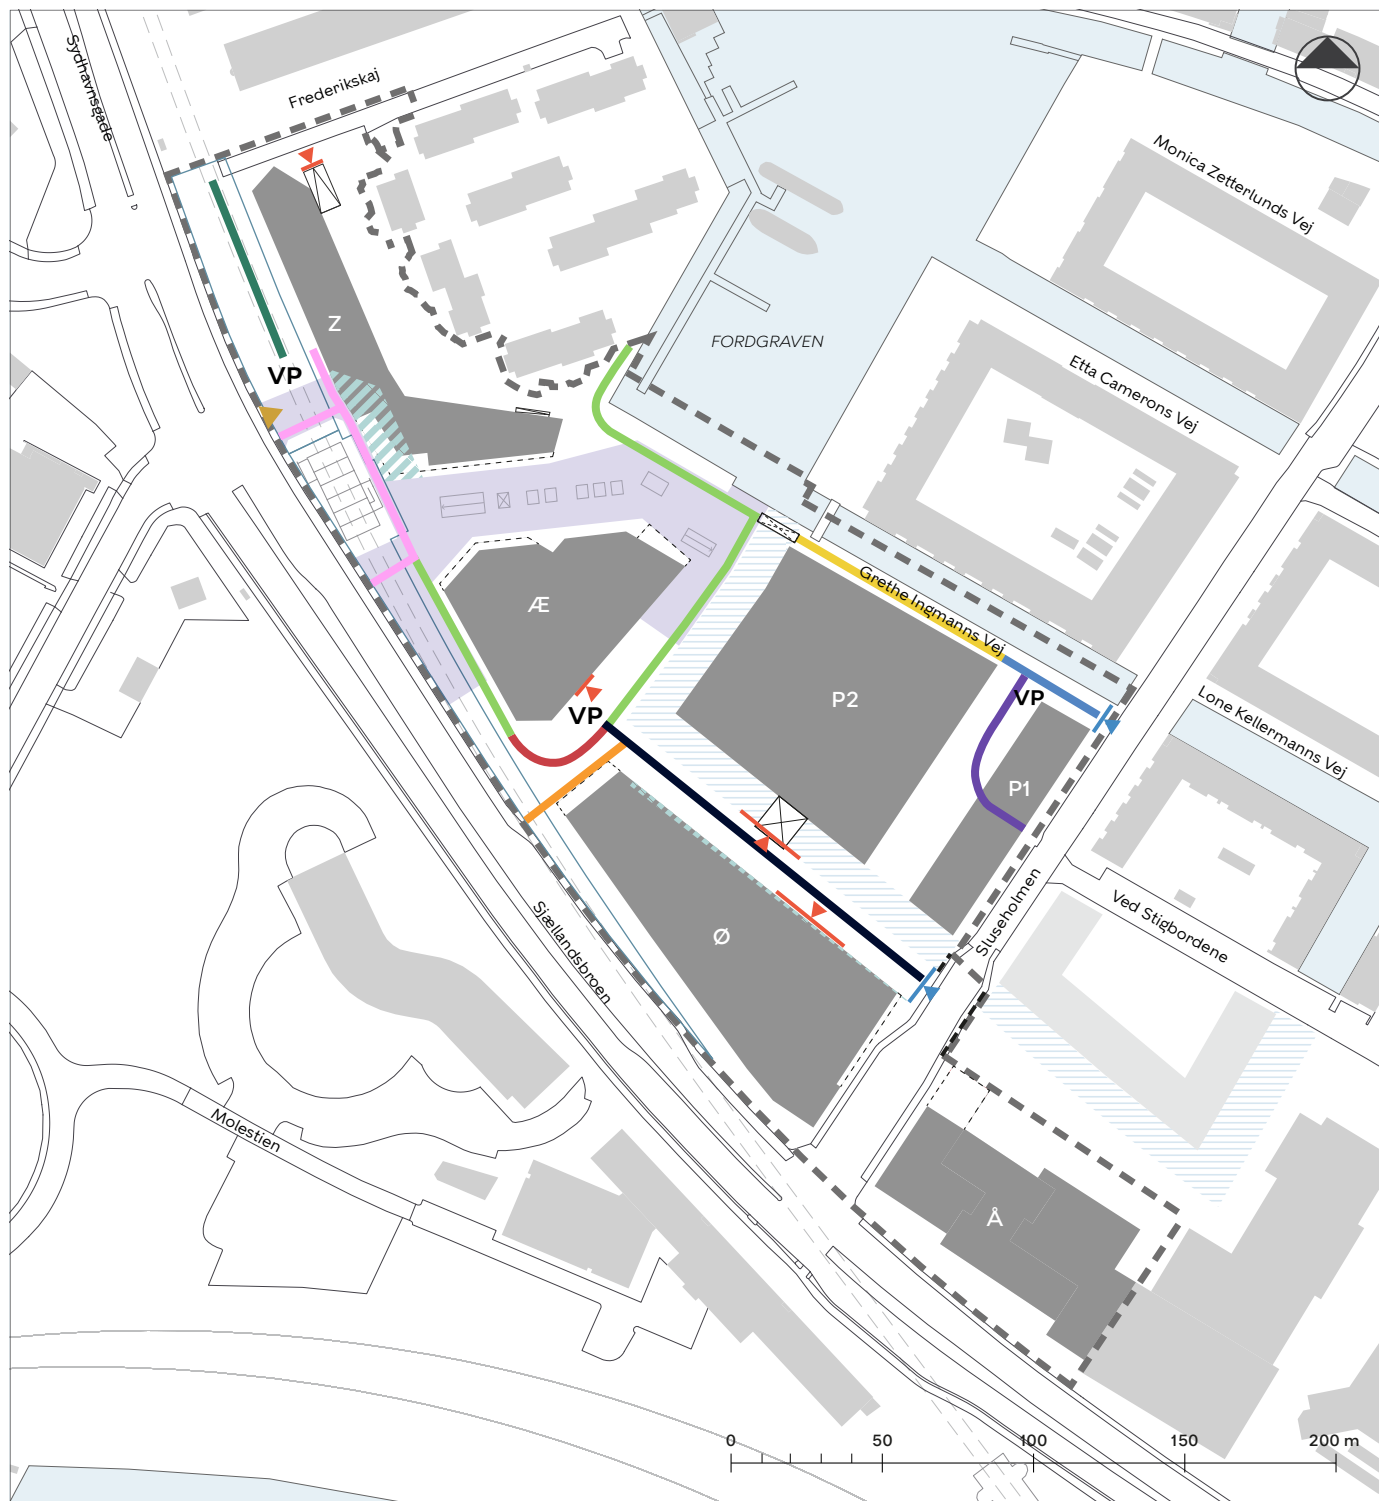 Sydhavnsgade
Frederikskaj
Monica Zetterlunds Vej
Z
FORDGRAVEN
Etta Camerons Vej
VP
Grethe Ingmanns Vej
Æ
P2
VP
Lone Kellermanns Vej
VP
P1
Ved Stigbordene
Sluseholmen
Ø
Sjællandsbroen
Molestien
Å
0 50 100 150 200 m